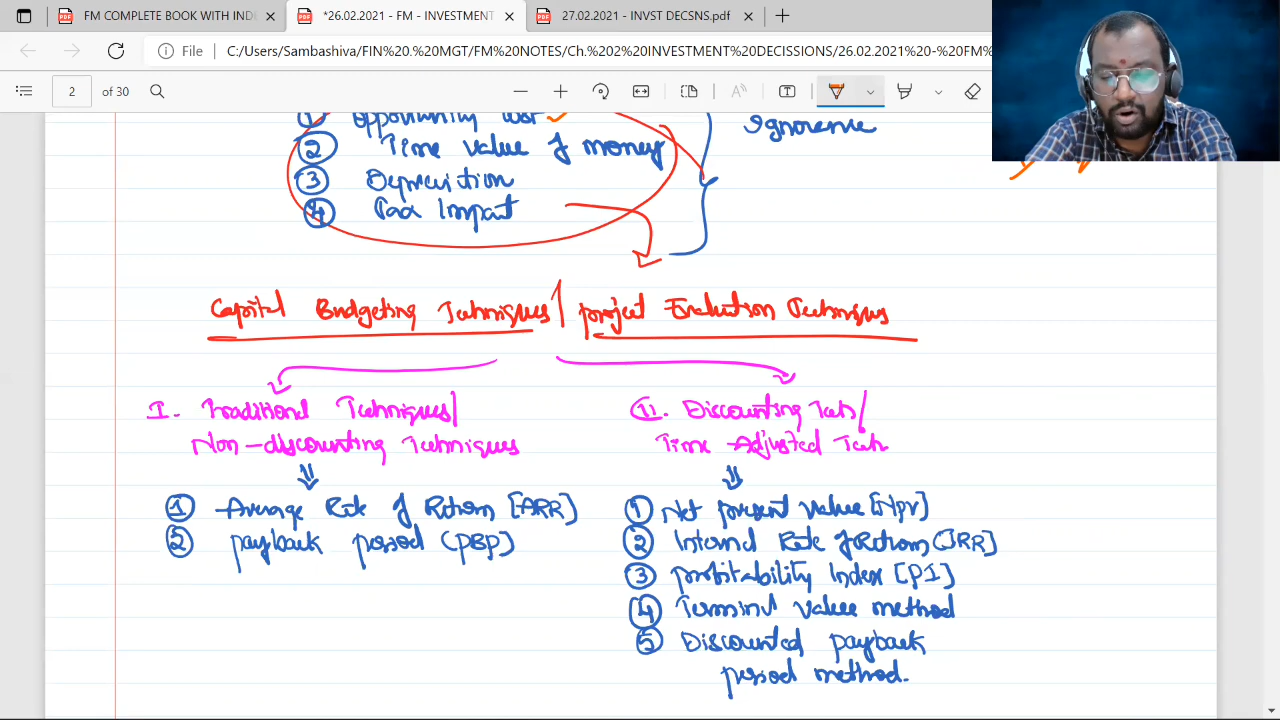 FM COMPLETE BOOK WITH IND
*26.02.2021 - FM - INVESTMENT
27.02.2021 - INVST DECSNS.pdf
File
C:/Users/Sambashiva/FIN%20.%20MGT/FM%20NOTES/Ch.%202%20INVESTMENT%20DECISSIONS/26.02.2021%20-%20FM%
2 of 30
① Opportunity Cost
Ignorance
② Time Value of money
③ Depreciation
④ Tax Impact
Capital Budgeting Techniques/ project Evaluation Techniques
I. Traditional Techniques/
Non-discounting Techniques
① Average Rate of Return [ARR]
② payback period (PBP)
II. Discounting Tech/
Time Adjusted Tech
① Net present value [NPV]
② Internal Rate of Return (IRR)
③ profitability Index [PI]
④ Terminal value method
⑤ Discounted payback
period method.